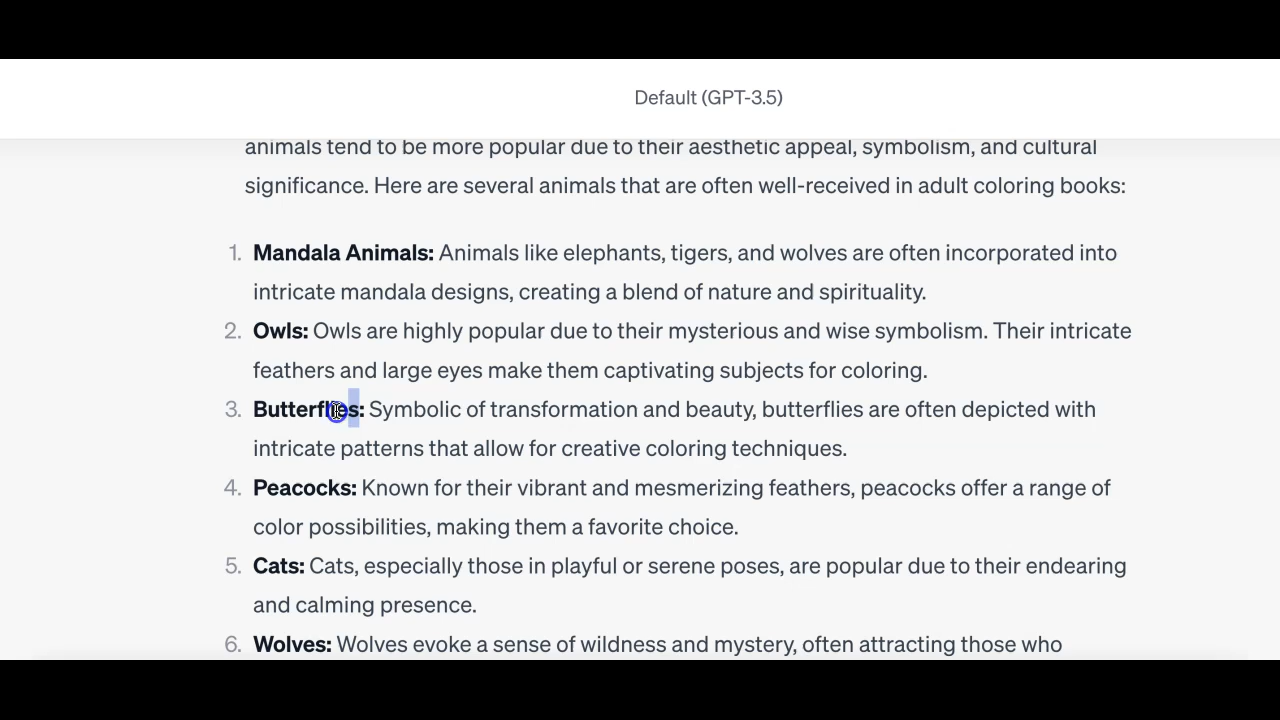 Default (GPT-3.5)
animals tend to be more popular due to their aesthetic appeal, symbolism, and cultural
significance. Here are several animals that are often well-received in adult coloring books:
1. Mandala Animals: Animals like elephants, tigers, and wolves are often incorporated into
intricate mandala designs, creating a blend of nature and spirituality.
2. Owls: Owls are highly popular due to their mysterious and wise symbolism. Their intricate
feathers and large eyes make them captivating subjects for coloring.
3. Butterflies: Symbolic of transformation and beauty, butterflies are often depicted with
intricate patterns that allow for creative coloring techniques.
4. Peacocks: Known for their vibrant and mesmerizing feathers, peacocks offer a range of
color possibilities, making them a favorite choice.
5. Cats: Cats, especially those in playful or serene poses, are popular due to their endearing
and calming presence.
6. Wolves: Wolves evoke a sense of wildness and mystery, often attracting those who